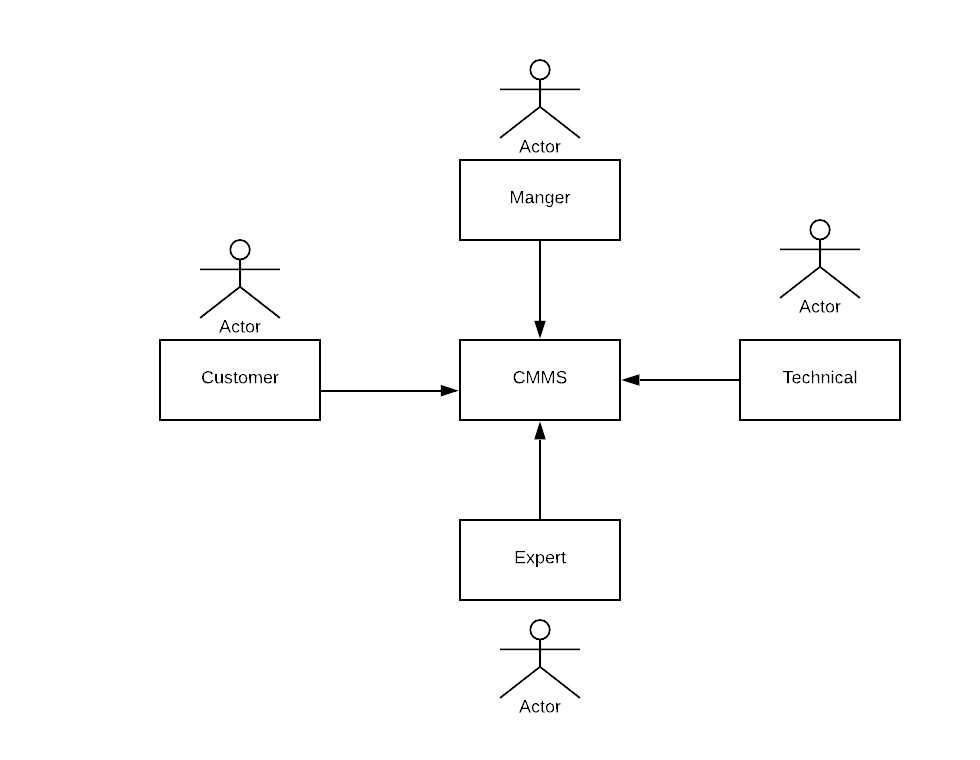 Actor
Manger
Actor
Actor
Customer
CMMS
Technical
Expert
Actor